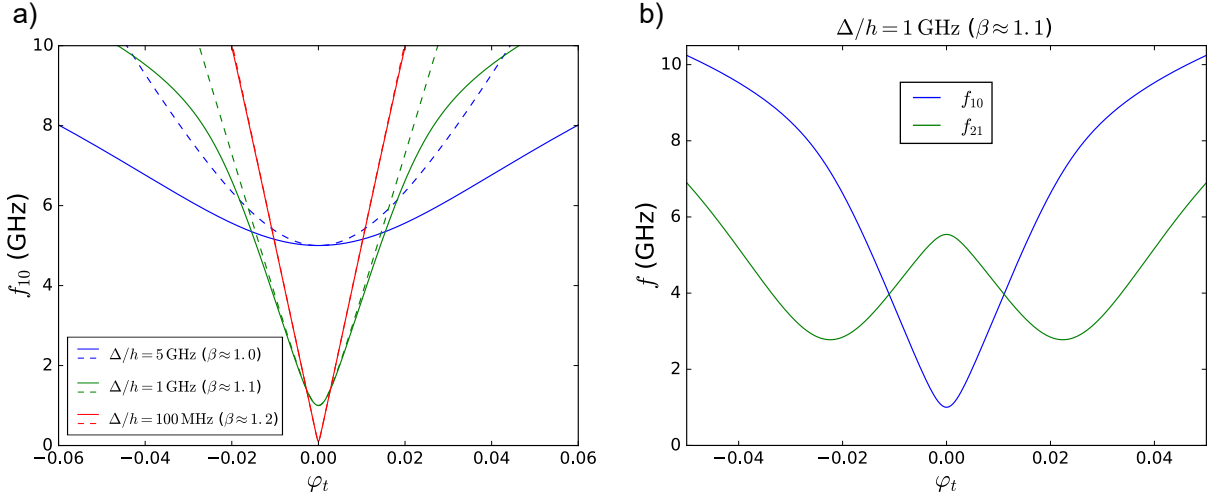 a)
10
8
6
4
2
0
f10 (GHz)
Δ/h = 5 GHz (β ≈ 1.0)
Δ/h = 1 GHz (β ≈ 1.1)
Δ/h = 100 MHz (β ≈ 1.2)
−0.06 −0.04 −0.02 0.00 0.02 0.04 0.06
φt
b)
Δ/h = 1 GHz (β ≈ 1.1)
10
8
6
4
2
0
f (GHz)
f10
f21
−0.04 −0.02 0.00 0.02 0.04
φt